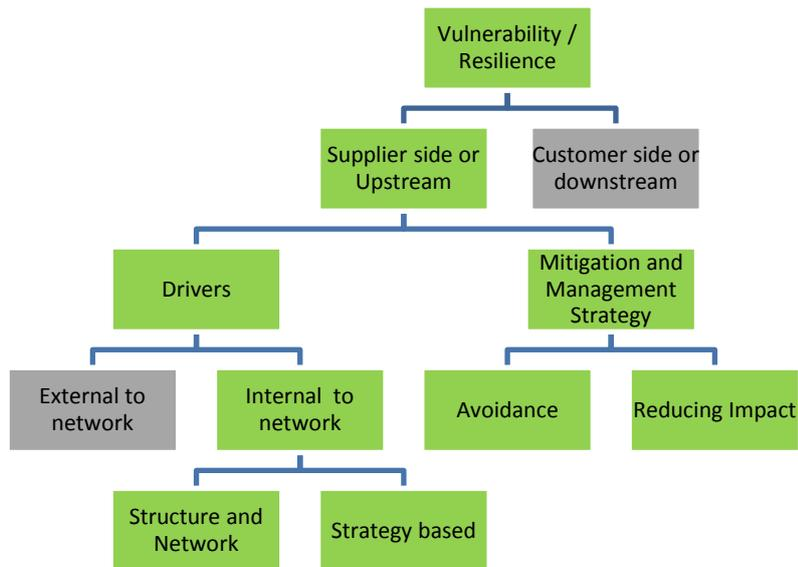 Vulnerability /
Resilience
Supplier side or
Upstream
Customer side or
downstream
Drivers
Mitigation and
Management
Strategy
External to
network
Internal to
network
Avoidance
Reducing Impact
Structure and
Network
Strategy based